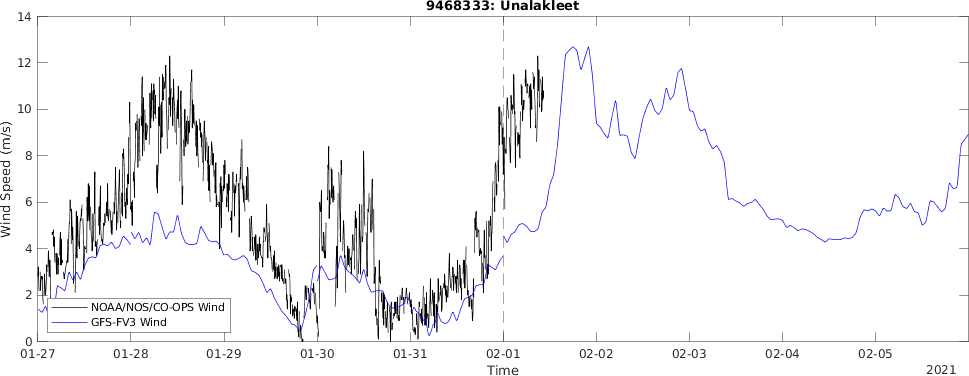 9468333: Unalakleet
14
12
10
8
6
4
2
0
Wind Speed (m/s)
NOAA/NOS/CO-OPS Wind
GFS-FV3 Wind
01-27 01-28 01-29 01-30 01-31 02-01 02-02 02-03 02-04 02-05
Time
2021